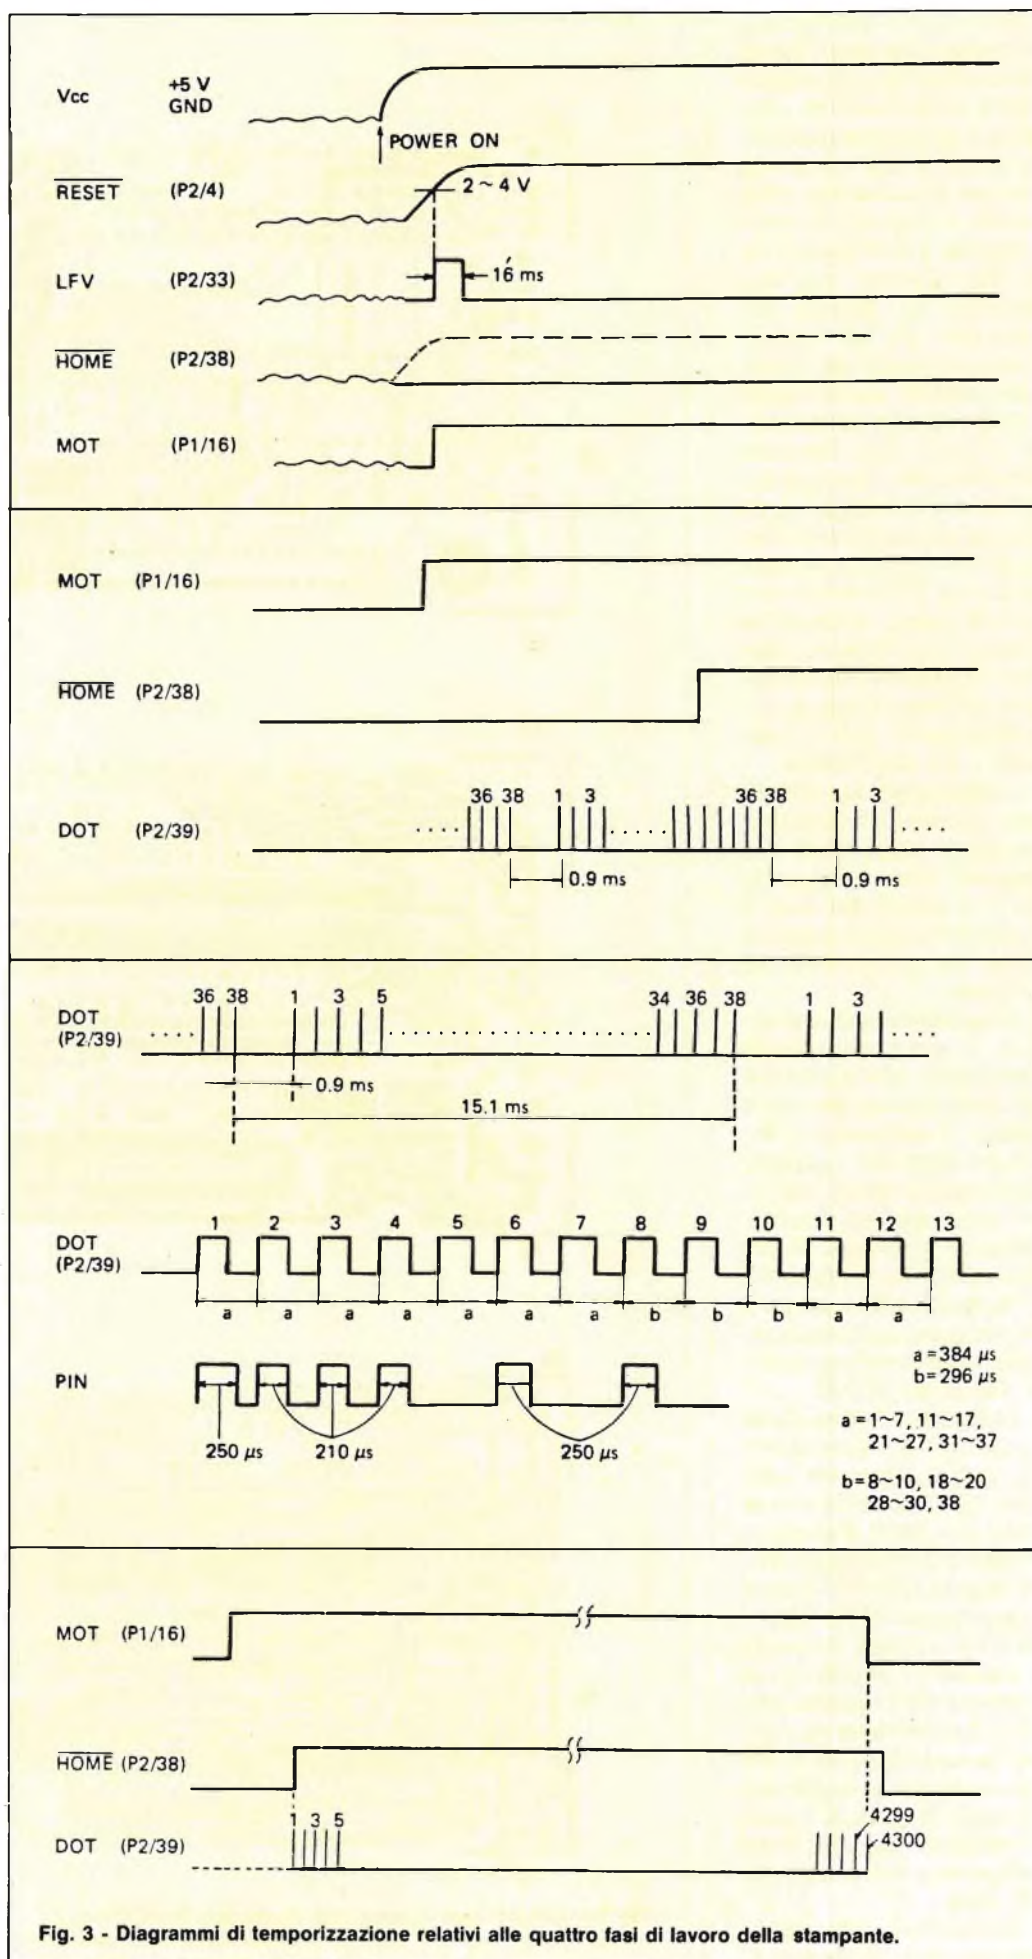 Vcc +5 V
GND
POWER ON
RESET (P2/4) 2 ~ 4 V
LFV (P2/33) 16 ms
HOME (P2/38)
MOT (P1/16)
MOT (P1/16)
HOME (P2/38)
36 38 1 3 36 38 1 3
DOT (P2/39)
0.9 ms 0.9 ms
36 38 1 3 5 34 36 38 1 3
DOT
(P2/39)
0.9 ms
15.1 ms
1 2 3 4 5 6 7 8 9 10 11 12 13
DOT
(P2/39)
a a a a a a a b b b a a
a = 384 µs
b = 296 µs
PIN
250 µs 210 µs 250 µs
a = 1~7, 11~17,
21~27, 31~37
b = 8~10, 18~20
28~30, 38
MOT (P1/16)
HOME (P2/38)
1 3 5 4299
DOT (P2/39) 4300
Fig. 3 - Diagrammi di temporizzazione relativi alle quattro fasi di lavoro della stampante.